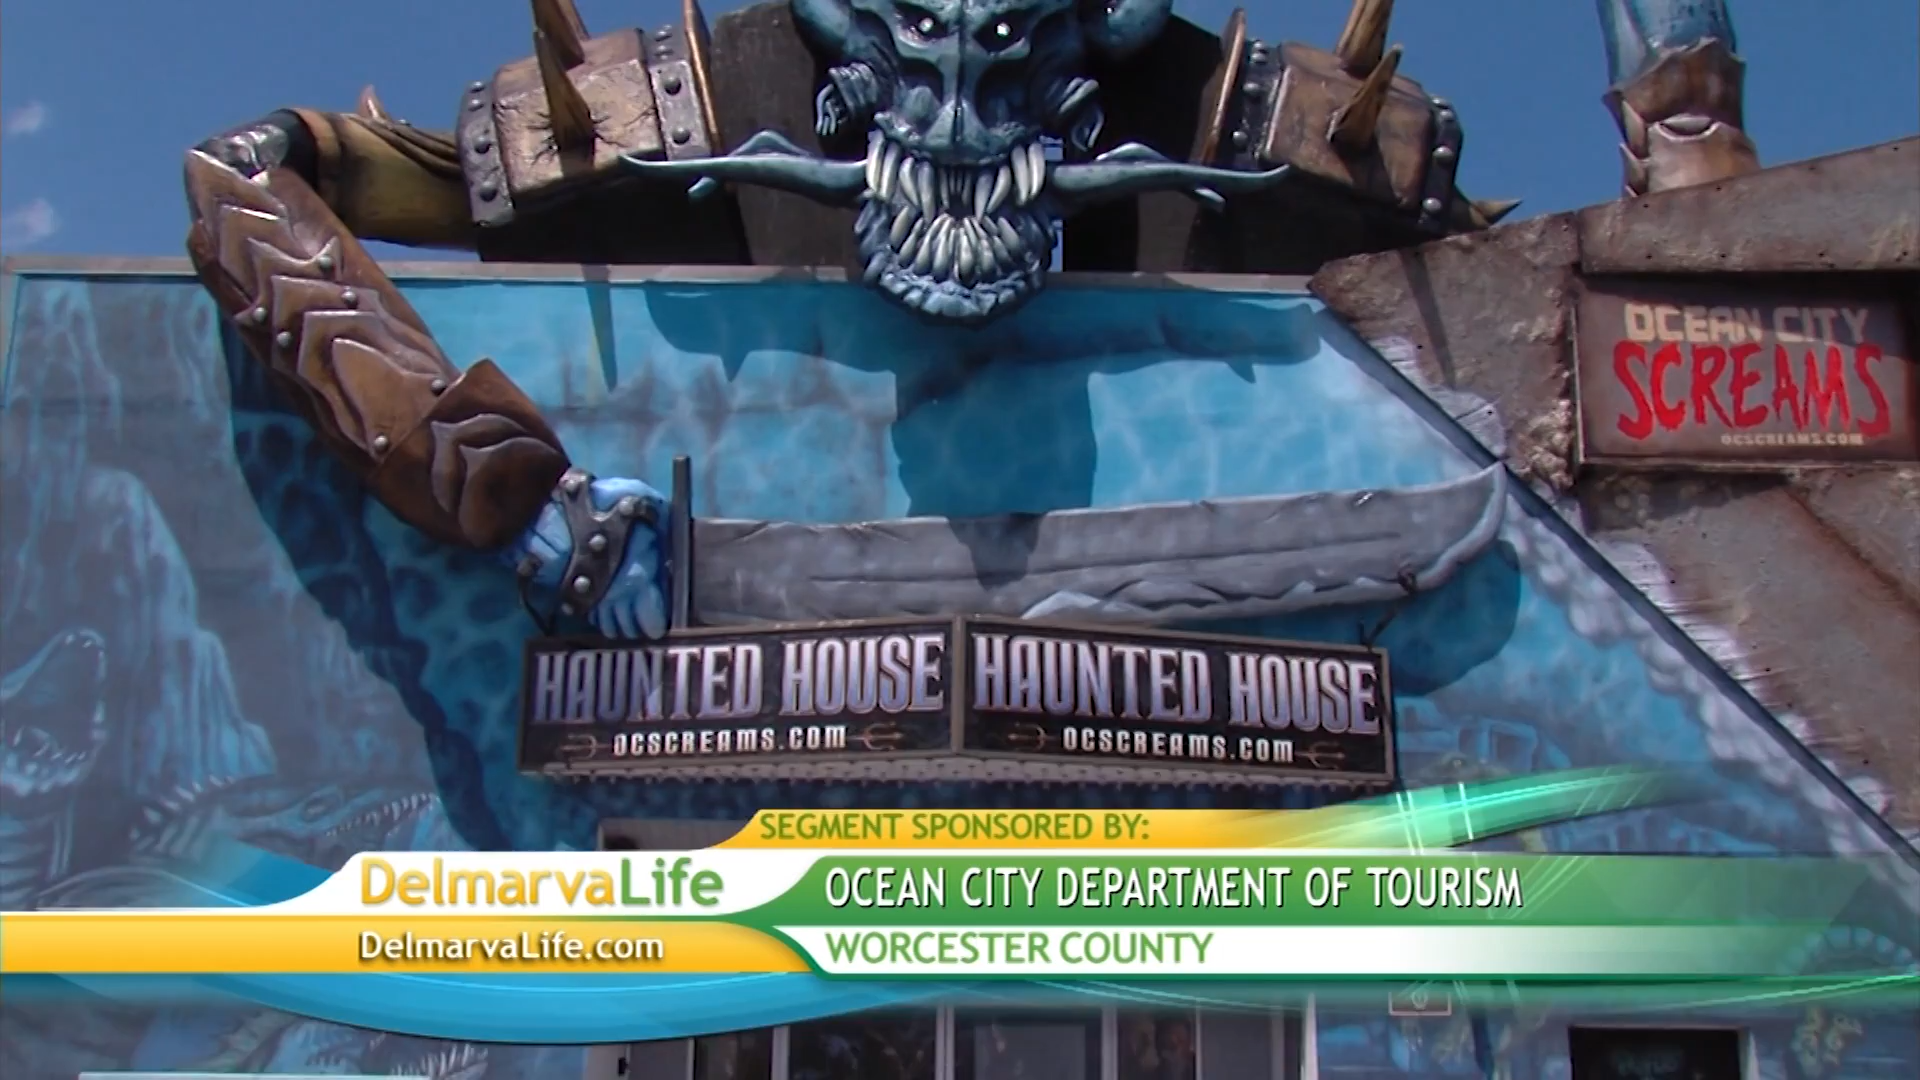 OCEAN CITY
SCREAMS
OCSCREAMS.COM
HAUNTED HOUSE
OCSCREAMS.COM
HAUNTED HOUSE
OCSCREAMS.COM
SEGMENT SPONSORED BY:
DelmarvaLife
OCEAN CITY DEPARTMENT OF TOURISM
DelmarvaLife.com
WORCESTER COUNTY